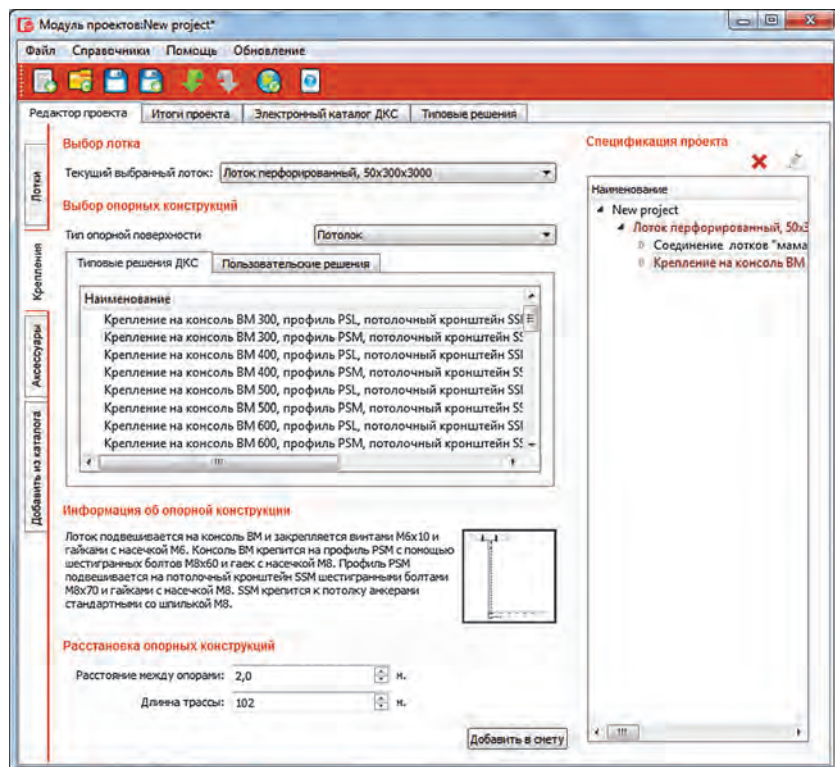 Модуль проектов:New project*
Файл Справочники Помощь Обновление
Редактор проекта Итоги проекта Электронный каталог ДКС Типовые решения
Лотки
Крепления
Аксессуары
Добавить из каталога
Выбор лотка
Текущий выбранный лоток: Лоток перфорированный, 50x300x3000
Выбор опорных конструкций
Тип опорной поверхности Потолок
Типовые решения ДКС Пользовательские решения
Наименование
Крепление на консоль BM 300, профиль PSL, потолочный кронштейн SSI
Крепление на консоль BM 300, профиль PSM, потолочный кронштейн SS
Крепление на консоль BM 400, профиль PSL, потолочный кронштейн SSI
Крепление на консоль BM 400, профиль PSM, потолочный кронштейн SS
Крепление на консоль BM 500, профиль PSL, потолочный кронштейн SSI
Крепление на консоль BM 500, профиль PSM, потолочный кронштейн SS
Крепление на консоль BM 600, профиль PSL, потолочный кронштейн SSI
Крепление на консоль BM 600, профиль PSM, потолочный кронштейн SS
Информация об опорной конструкции
Лоток подвешивается на консоль BM и закрепляется винтами M6x10 и
гайками с насечкой M6. Консоль BM крепится на профиль PSM с помощью
шестигранных болтов M8x60 и гаек с насечкой M8. Профиль PSM
подвешивается на потолочный кронштейн SSM шестигранными болтами
M8x70 и гайками с насечкой M8. SSM крепится к потолку анкерами
стандартными со шпилькой M8.
Расстановка опорных конструкций
Расстояние между опорами: 2,0 м.
Длинна трассы: 102 м.
Добавить в смету
Спецификация проекта
Наименование
New project
Лоток перфорированный, 50x3
Соединение лотков "мама
Крепление на консоль BM